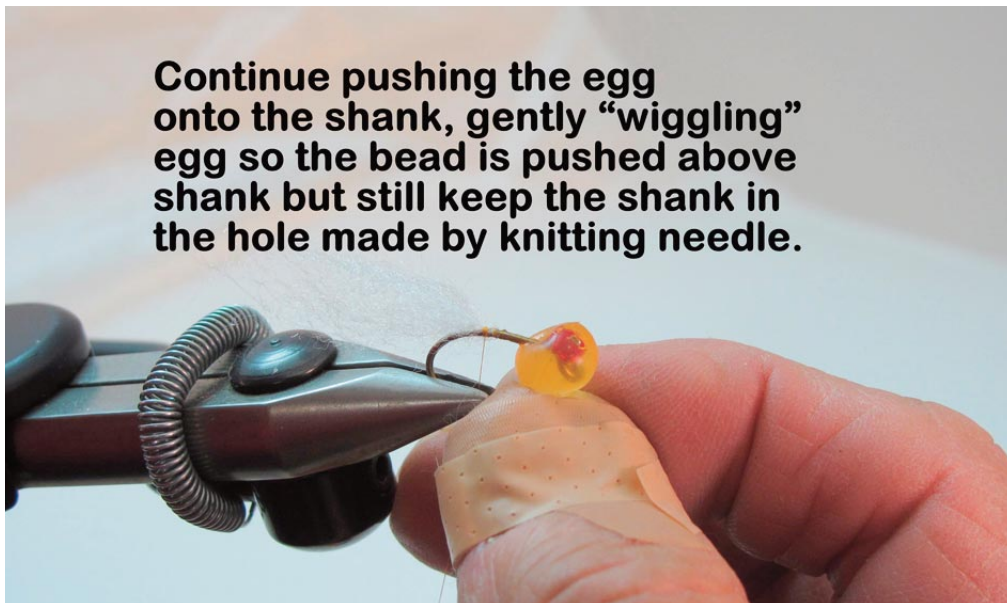 Continue pushing the egg
onto the shank, gently “wiggling”
egg so the bead is pushed above
shank but still keep the shank in
the hole made by knitting needle.